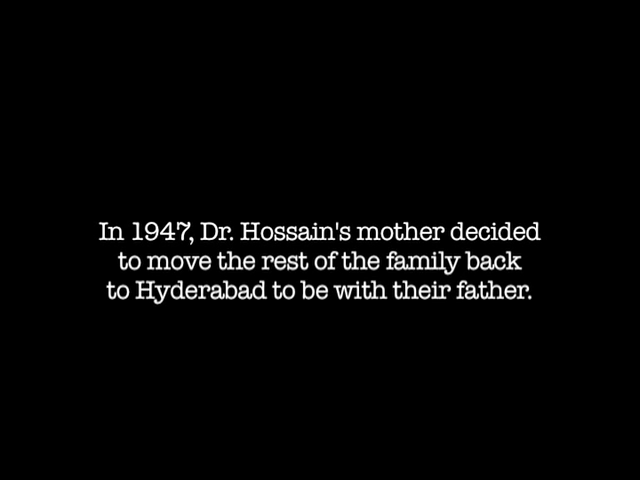 In 1947, Dr. Hossain's mother decided
to move the rest of the family back
to Hyderabad to be with their father.